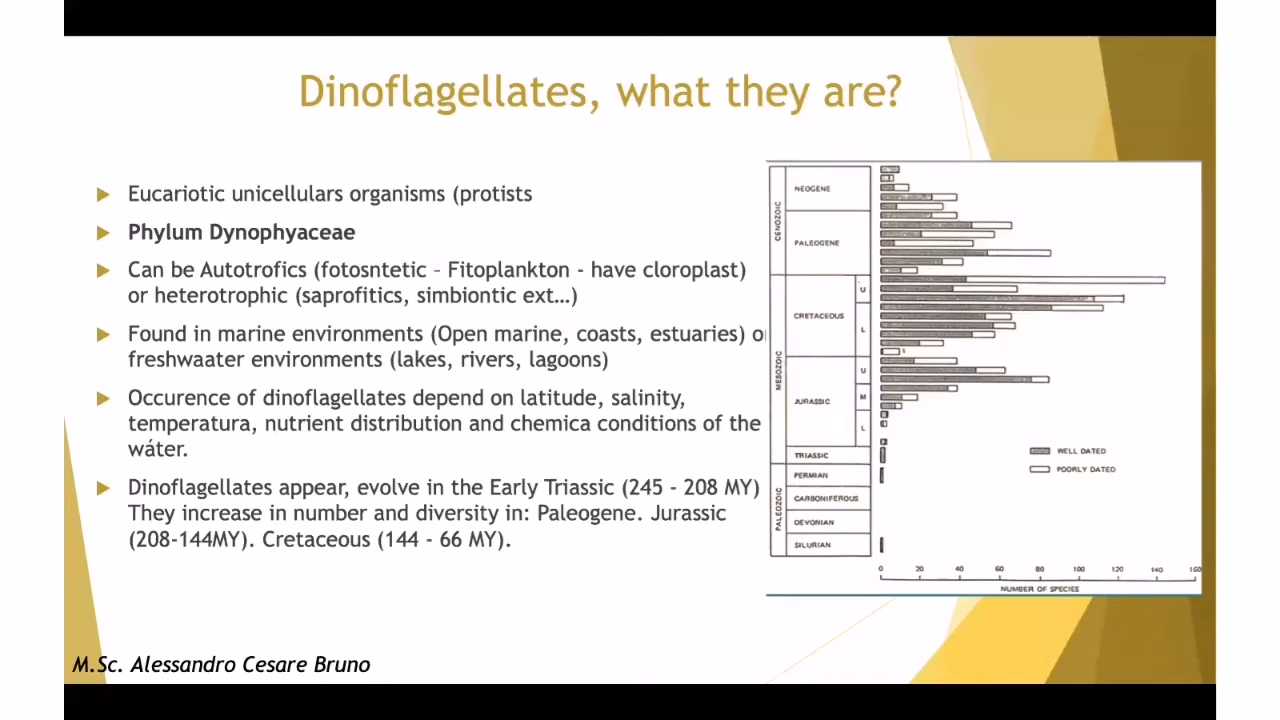 Dinoflagellates, what they are?
Eucariotic unicellulars organisms (protists
Phylum Dynophyaceae
Can be Autotrofics (fotosntetic – Fitoplankton - have cloroplast)
or heterotrophic (saprofitics, simbiontic ext…)
Found in marine environments (Open marine, coasts, estuaries) or
freshwaater environments (lakes, rivers, lagoons)
Occurence of dinoflagellates depend on latitude, salinity,
temperatura, nutrient distribution and chemica conditions of the
wáter.
Dinoflagellates appear, evolve in the Early Triassic (245 - 208 MY)
They increase in number and diversity in: Paleogene. Jurassic
(208-144MY). Cretaceous (144 - 66 MY).
M.Sc. Alessandro Cesare Bruno
CENOZOIC
NEOGENE
PALEOGENE
MESOZOIC
CRETACEOUS
U
L
JURASSIC
U
M
L
TRIASSIC
PALEOZOIC
PERMIAN
CARBONIFEROUS
DEVONIAN
SILURIAN
WELL DATED
POORLY DATED
0 20 40 60 80 100 120 140 160
NUMBER OF SPECIES